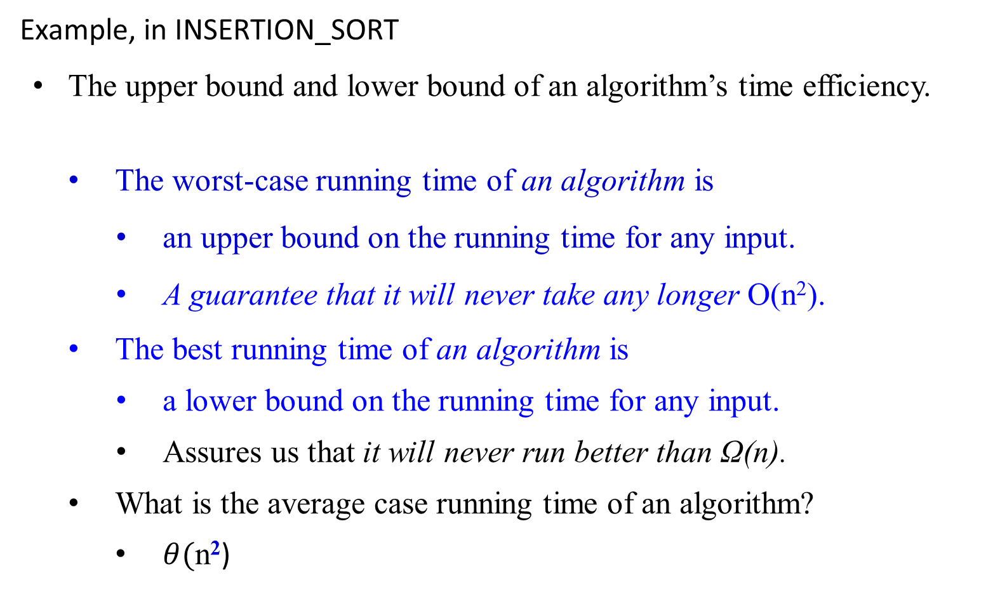 Example, in INSERTION_SORT
• The upper bound and lower bound of an algorithm’s time efficiency.
• The worst-case running time of an algorithm is
• an upper bound on the running time for any input.
• A guarantee that it will never take any longer O(n²).
• The best running time of an algorithm is
• a lower bound on the running time for any input.
• Assures us that it will never run better than Ω(n).
• What is the average case running time of an algorithm?
• θ(n²)